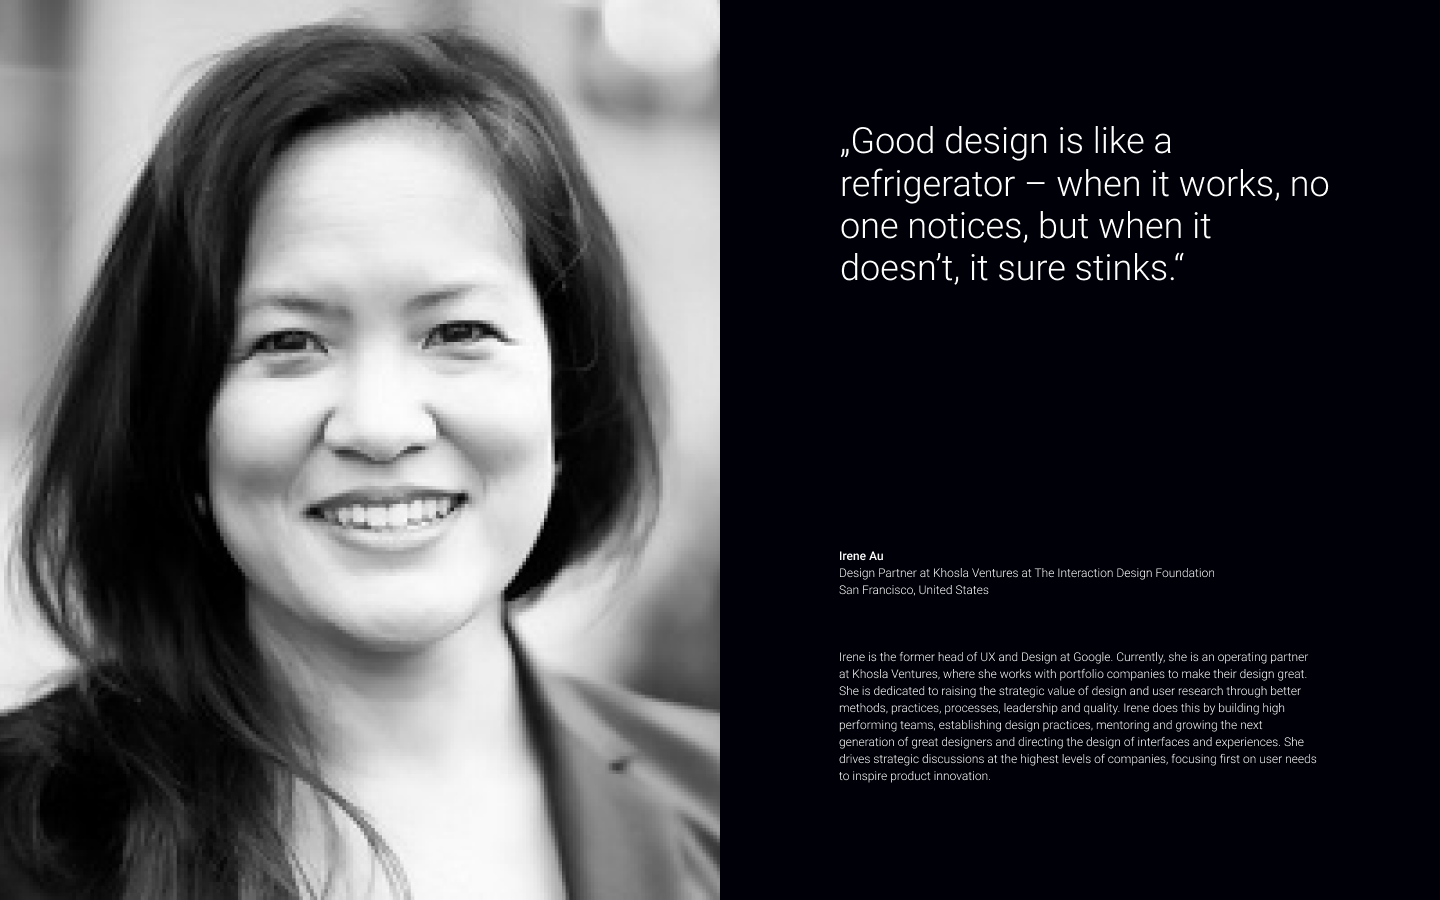 „Good design is like a
refrigerator – when it works, no
one notices, but when it
doesn’t, it sure stinks.“
Irene Au
Design Partner at Khosla Ventures at The Interaction Design Foundation
San Francisco, United States
Irene is the former head of UX and Design at Google. Currently, she is an operating partner
at Khosla Ventures, where she works with portfolio companies to make their design great.
She is dedicated to raising the strategic value of design and user research through better
methods, practices, processes, leadership and quality. Irene does this by building high
performing teams, establishing design practices, mentoring and growing the next
generation of great designers and directing the design of interfaces and experiences. She
drives strategic discussions at the highest levels of companies, focusing first on user needs
to inspire product innovation.